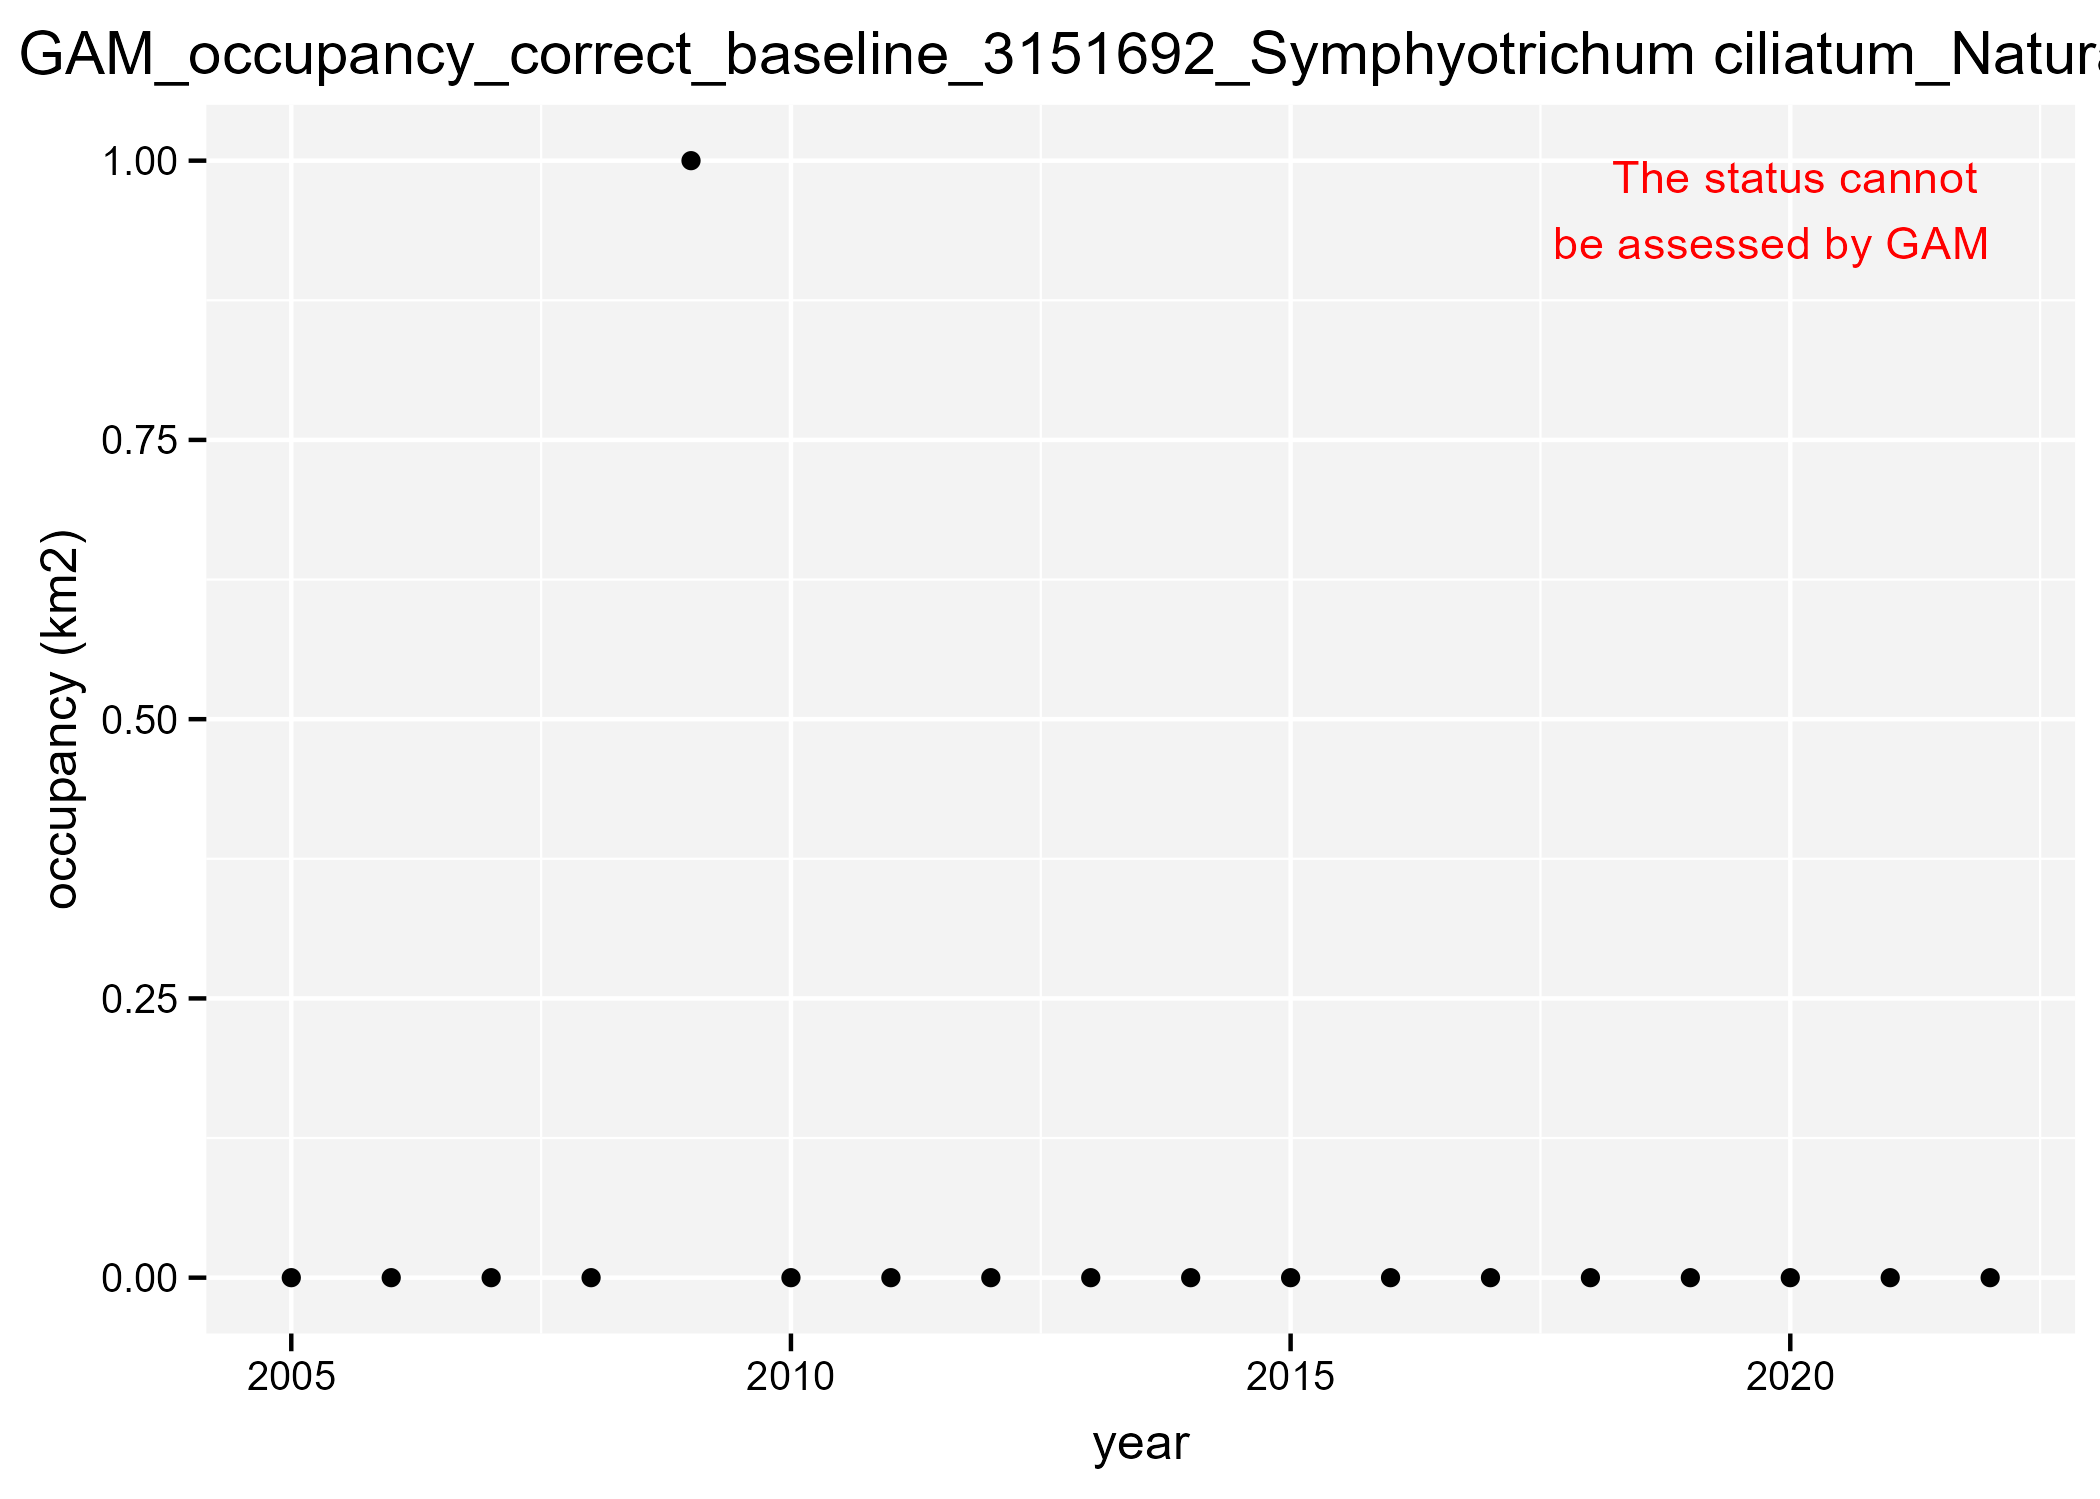 GAM_occupancy_correct_baseline_3151692_Symphyotrichum ciliatum_Natura
The status cannot
be assessed by GAM
occupancy (km2)
1.00
0.75
0.50
0.25
0.00
2005 2010 2015 2020
year